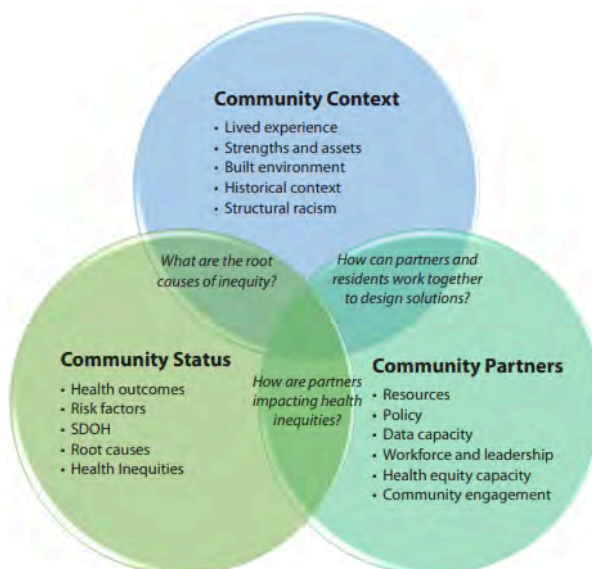 Community Context
• Lived experience
• Strengths and assets
• Built environment
• Historical context
• Structural racism
What are the root
causes of inequity?
How can partners and
residents work together
to design solutions?
Community Status
• Health outcomes
• Risk factors
• SDOH
• Root causes
• Health Inequities
How are partners
impacting health
inequities?
Community Partners
• Resources
• Policy
• Data capacity
• Workforce and leadership
• Health equity capacity
• Community engagement